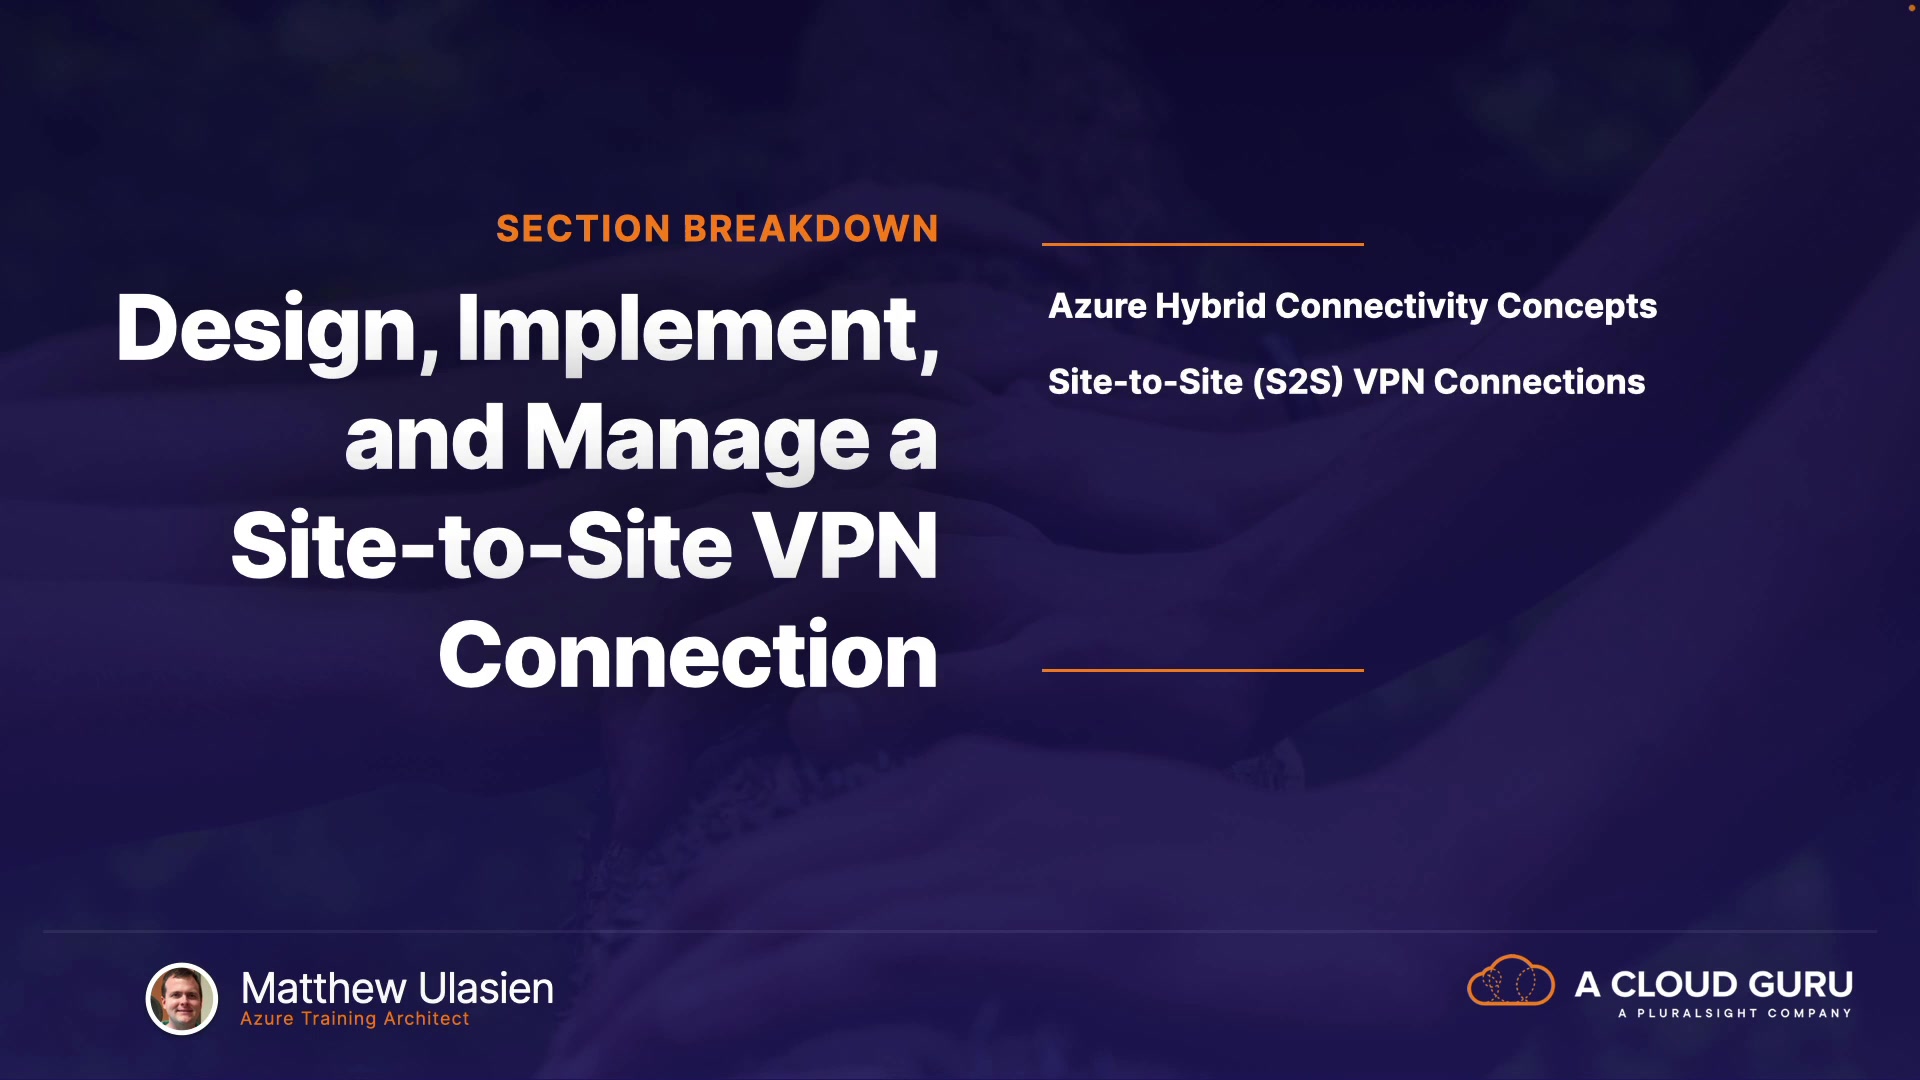 SECTION BREAKDOWN
Design, Implement,
and Manage a
Site-to-Site VPN
Connection
Azure Hybrid Connectivity Concepts
Site-to-Site (S2S) VPN Connections
Matthew Ulasien
Azure Training Architect
A CLOUD GURU
A PLURALSIGHT COMPANY